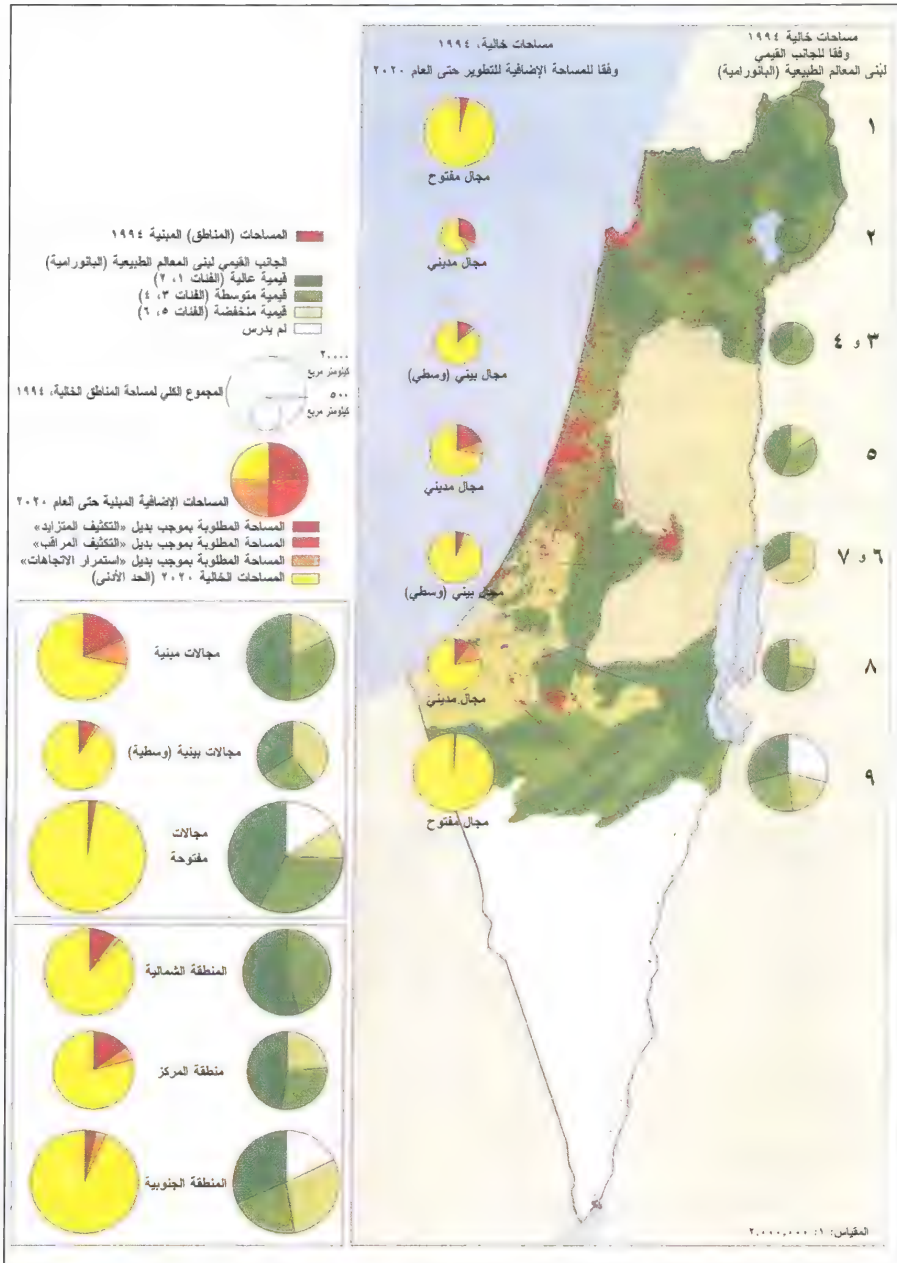 مساحات خالية ١٩٩٤
وفقا للجانب القيمي
لبنى المعالم الطبيعية (البانورامية)
مساحات خالية، ١٩٩٤
وفقا للمساحة الإضافية للتطوير حتى العام ٢٠٢٠
١
مجال مفتوح
٢
مجال مديني
٣ و ٤
مجال بيني (وسطي)
٥
مجال مديني
٦ و ٧
مجال بيني (وسطي)
٨
مجال مديني
٩
مجال مفتوح
المقياس: ١: ٢,٠٠٠,٠٠٠
المساحات (المناطق) المبنية ١٩٩٤
الجانب القيمي لبنى المعالم الطبيعية (البانورامية)
قيمية عالية (الفئات ١، ٢)
قيمية متوسطة (الفئات ٣، ٤)
قيمية منخفضة (الفئات ٥، ٦)
لم يدرس
٢٠٠٠٠
كيلومتر مربع
المجموع الكلي لمساحة المناطق الخالية، ١٩٩٤
٥٠٠
كيلومتر مربع
المساحات الإضافية المبنية حتى العام ٢٠٢٠
المساحة المطلوبة بموجب بديل «التكثيف المتزايد»
المساحة المطلوبة بموجب بديل «التكثيف المراقب»
المساحة المطلوبة بموجب بديل «استمرار الاتجاهات»
المساحات الخالية ٢٠٢٠ (الحد الأدنى)
مجالات مبنية
مجالات بينية (وسطية)
مجالات
مفتوحة
المنطقة الشمالية
منطقة المركز
المنطقة الجنوبية